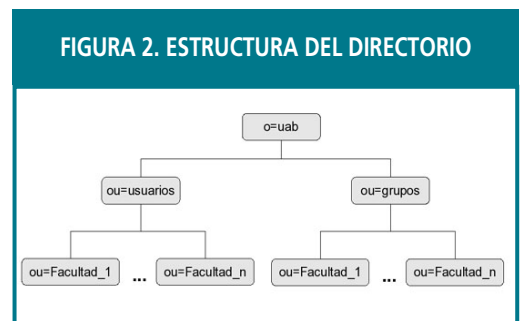 FIGURA 2. ESTRUCTURA DEL DIRECTORIO
o=uab
ou=usuarios
ou=grupos
ou=Facultad_1
...
ou=Facultad_n
ou=Facultad_1
...
ou=Facultad_n